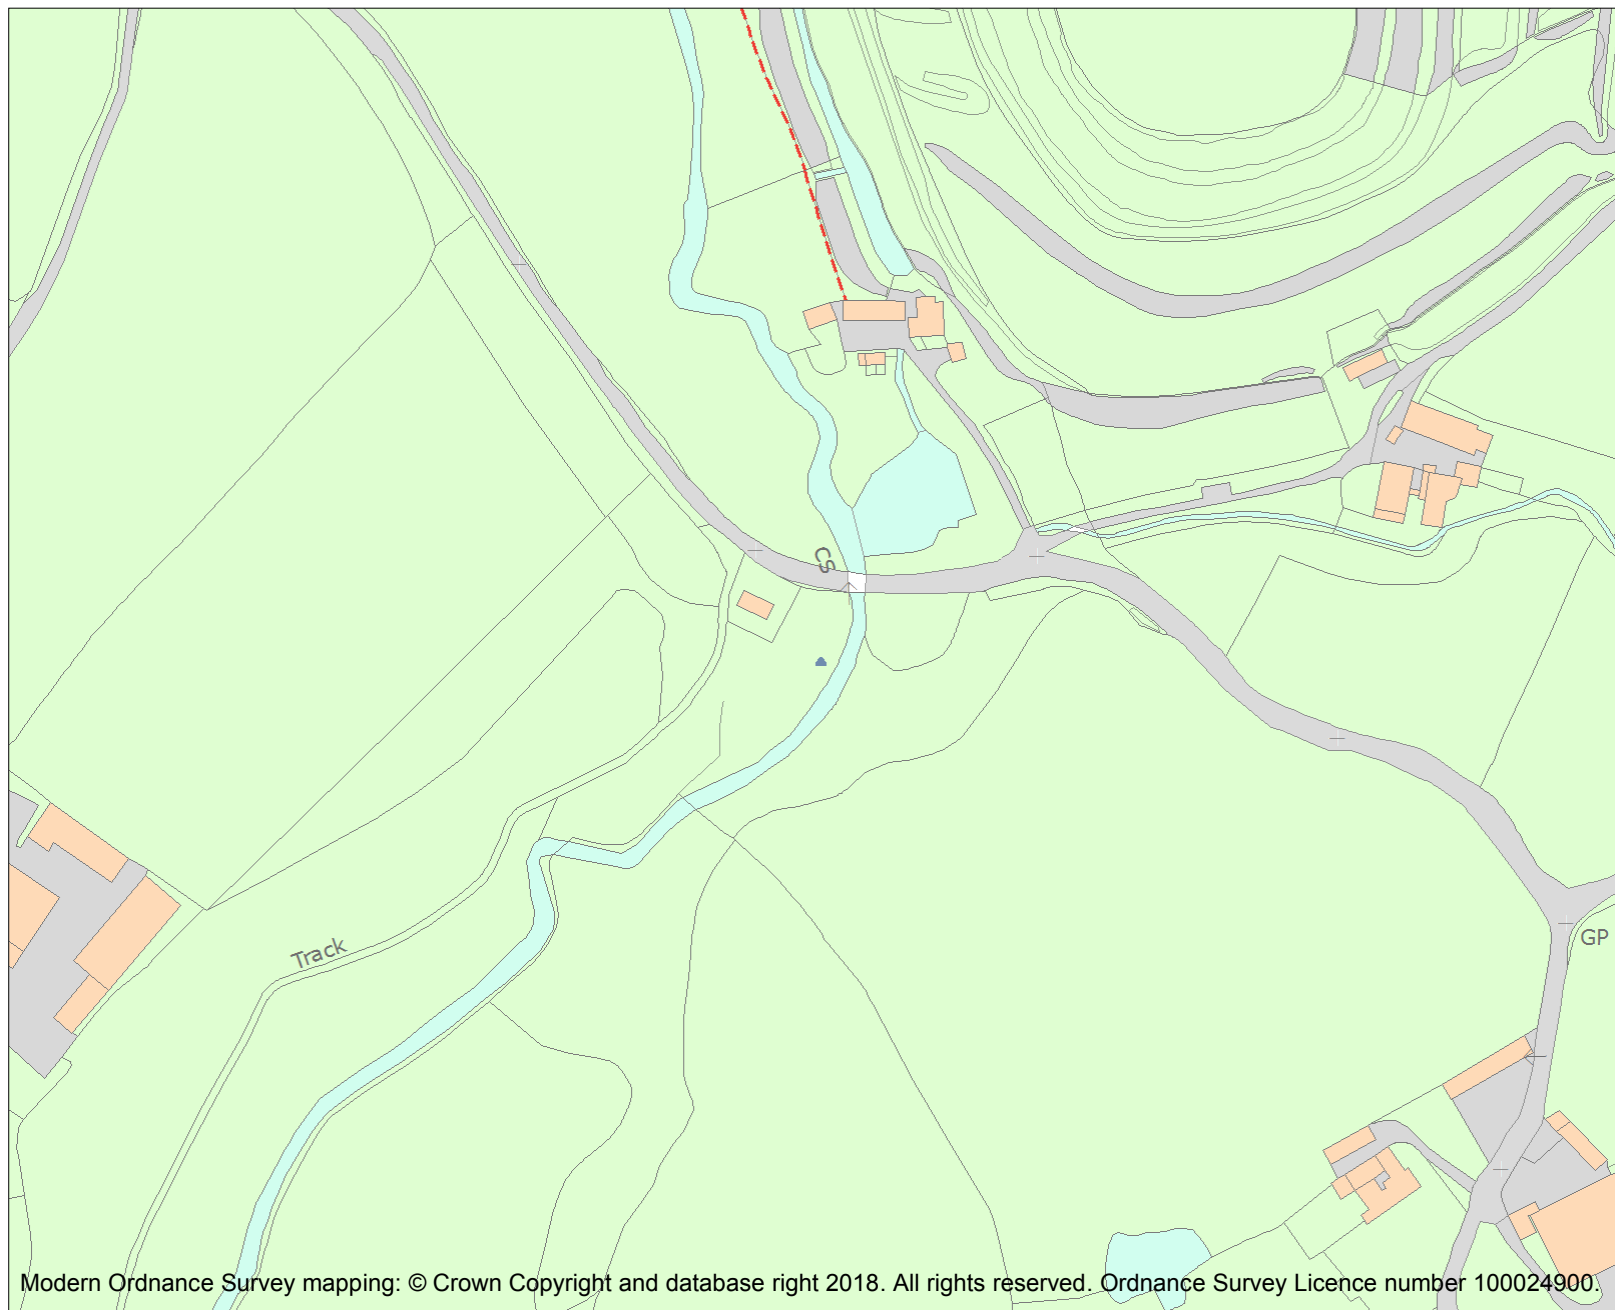 CS
Track
GP
Modern Ordnance Survey mapping: © Crown Copyright and database right 2018. All rights reserved. Ordnance Survey Licence number 100024900.